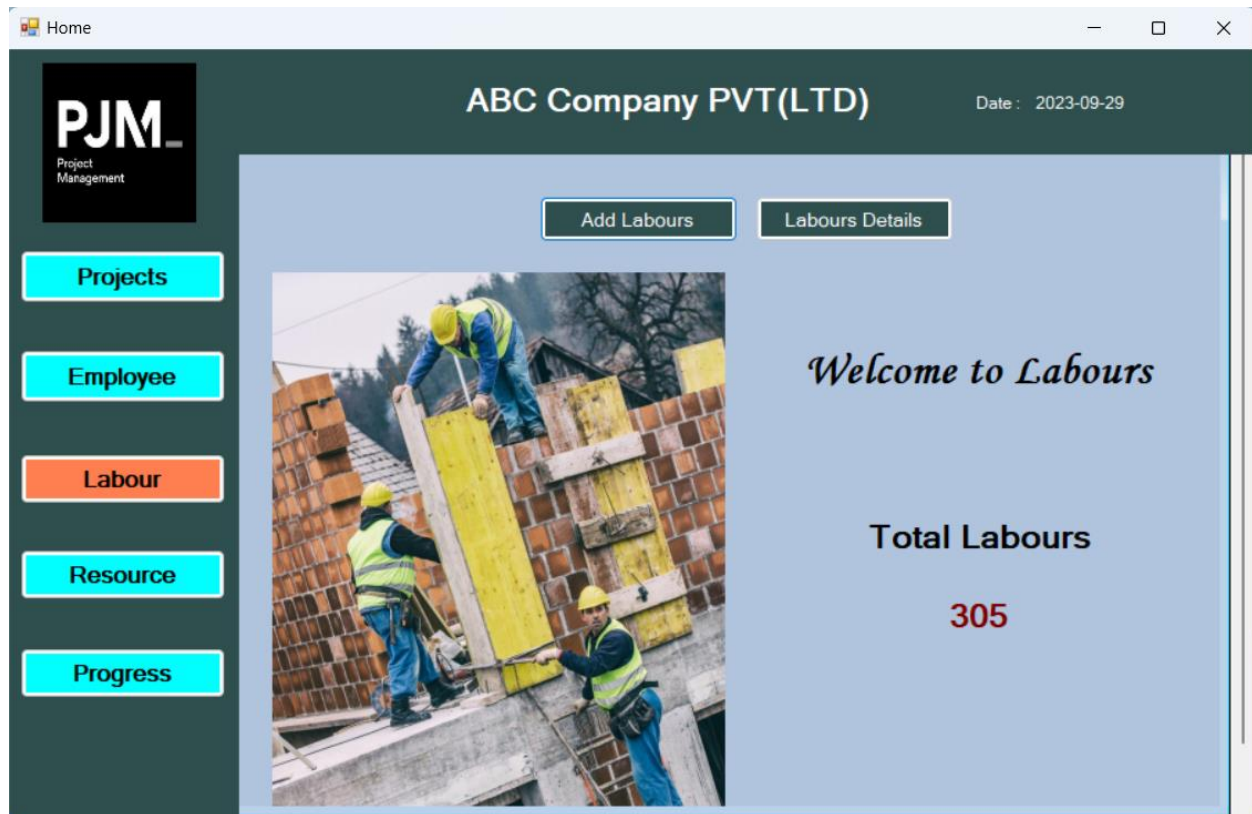 Home
PJM_
Project
Management
ABC Company PVT(LTD)
Date : 2023-09-29
Add Labours
Labours Details
Projects
Employee
Labour
Resource
Progress
Welcome to Labours
Total Labours
305